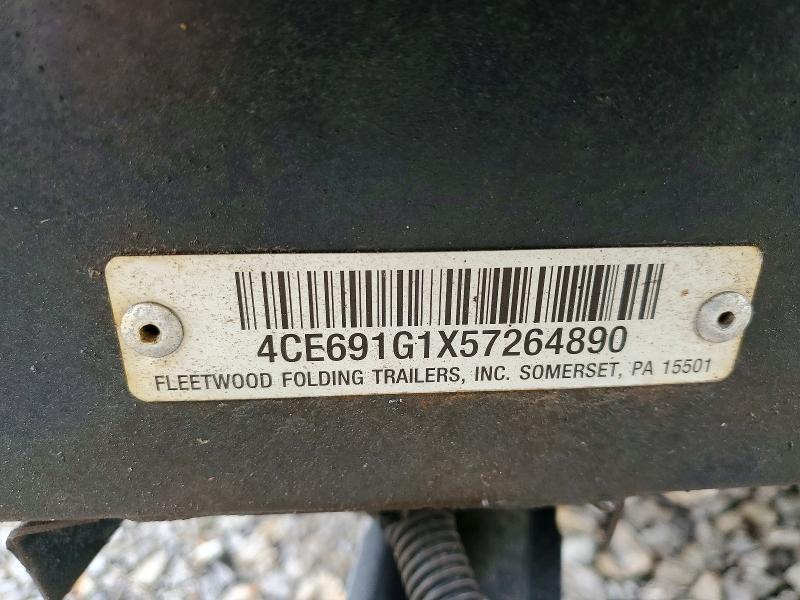 4CE691G1X57264890
FLEETWOOD FOLDING TRAILERS, INC. SOMERSET, PA 15501